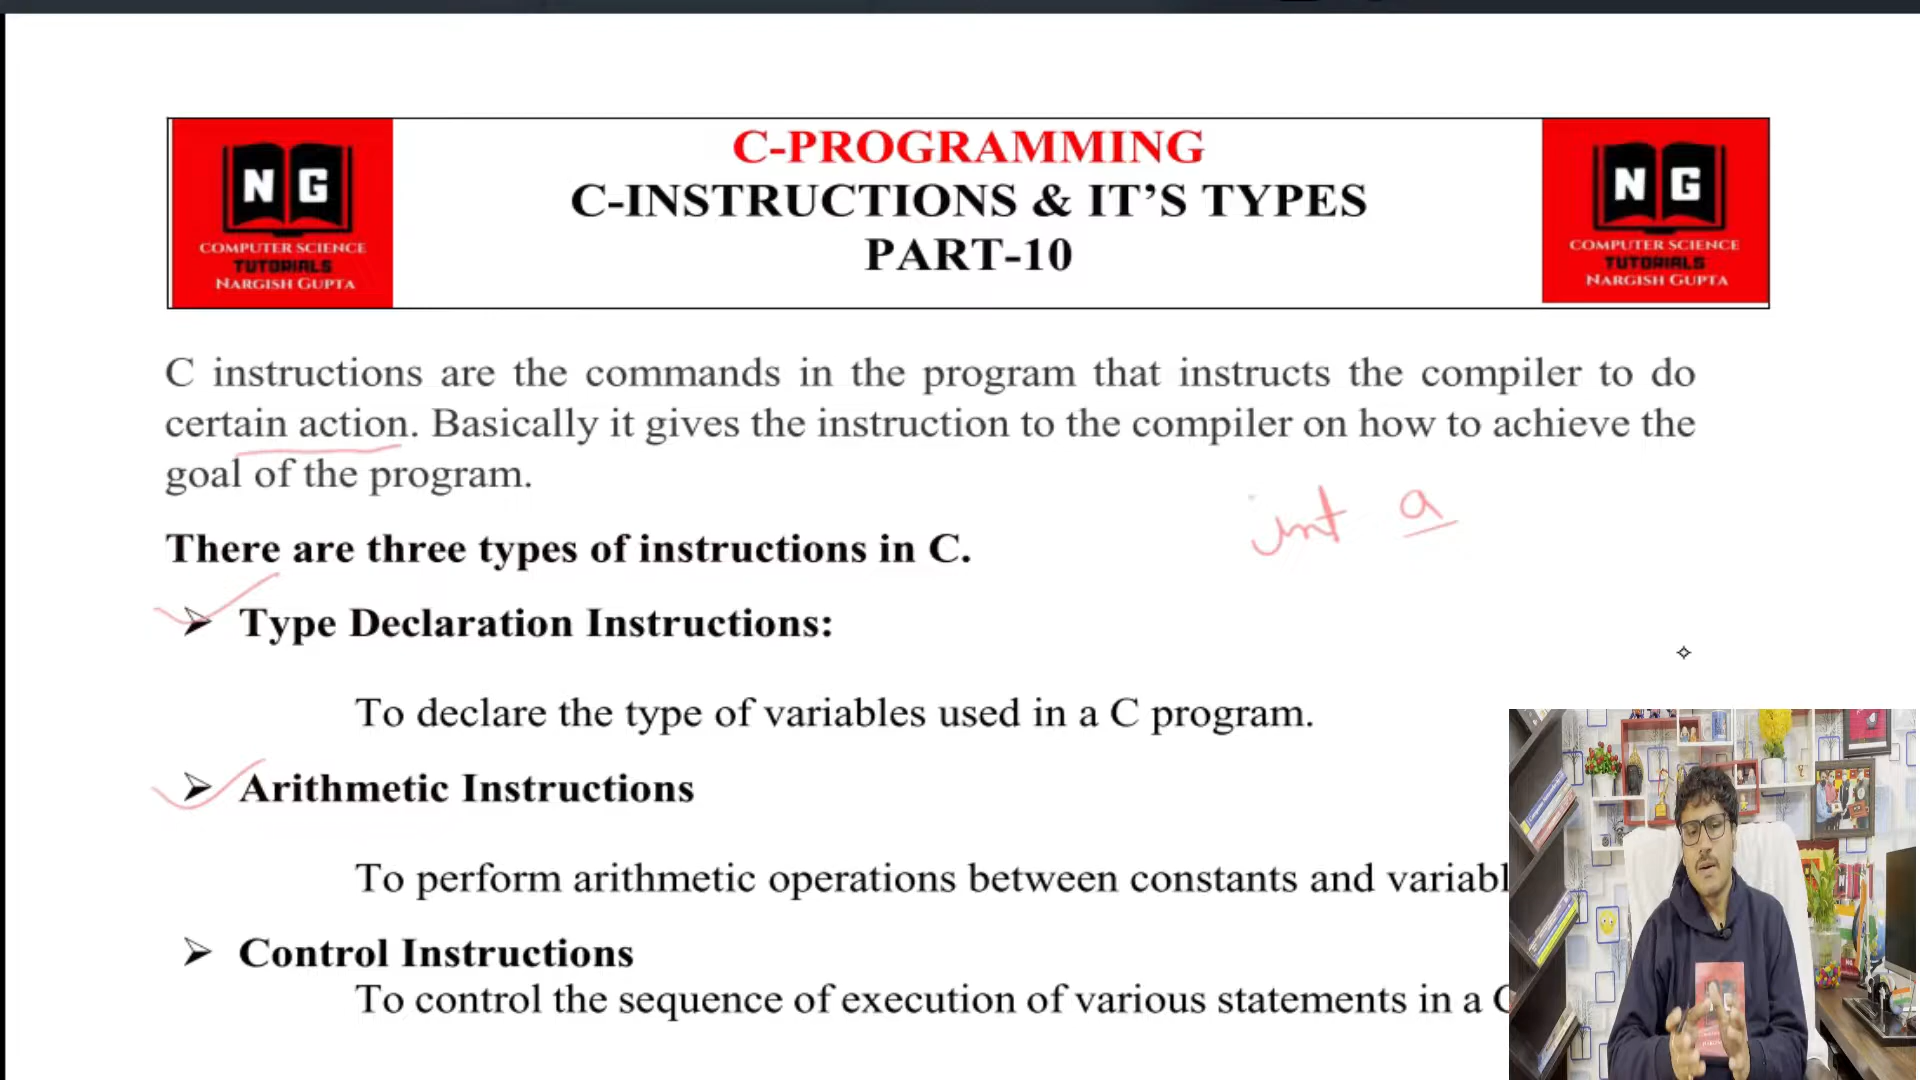 C-PROGRAMMING
C-INSTRUCTIONS & IT’S TYPES
PART-10
N G
COMPUTER SCIENCE
TUTORIALS
NARGISH GUPTA
N G
COMPUTER SCIENCE
TUTORIALS
NARGISH GUPTA
C instructions are the commands in the program that instructs the compiler to do
certain action. Basically it gives the instruction to the compiler on how to achieve the
goal of the program.
int a
There are three types of instructions in C.
➢ Type Declaration Instructions:
To declare the type of variables used in a C program.
➢ Arithmetic Instructions
To perform arithmetic operations between constants and variabl
➢ Control Instructions
To control the sequence of execution of various statements in a C